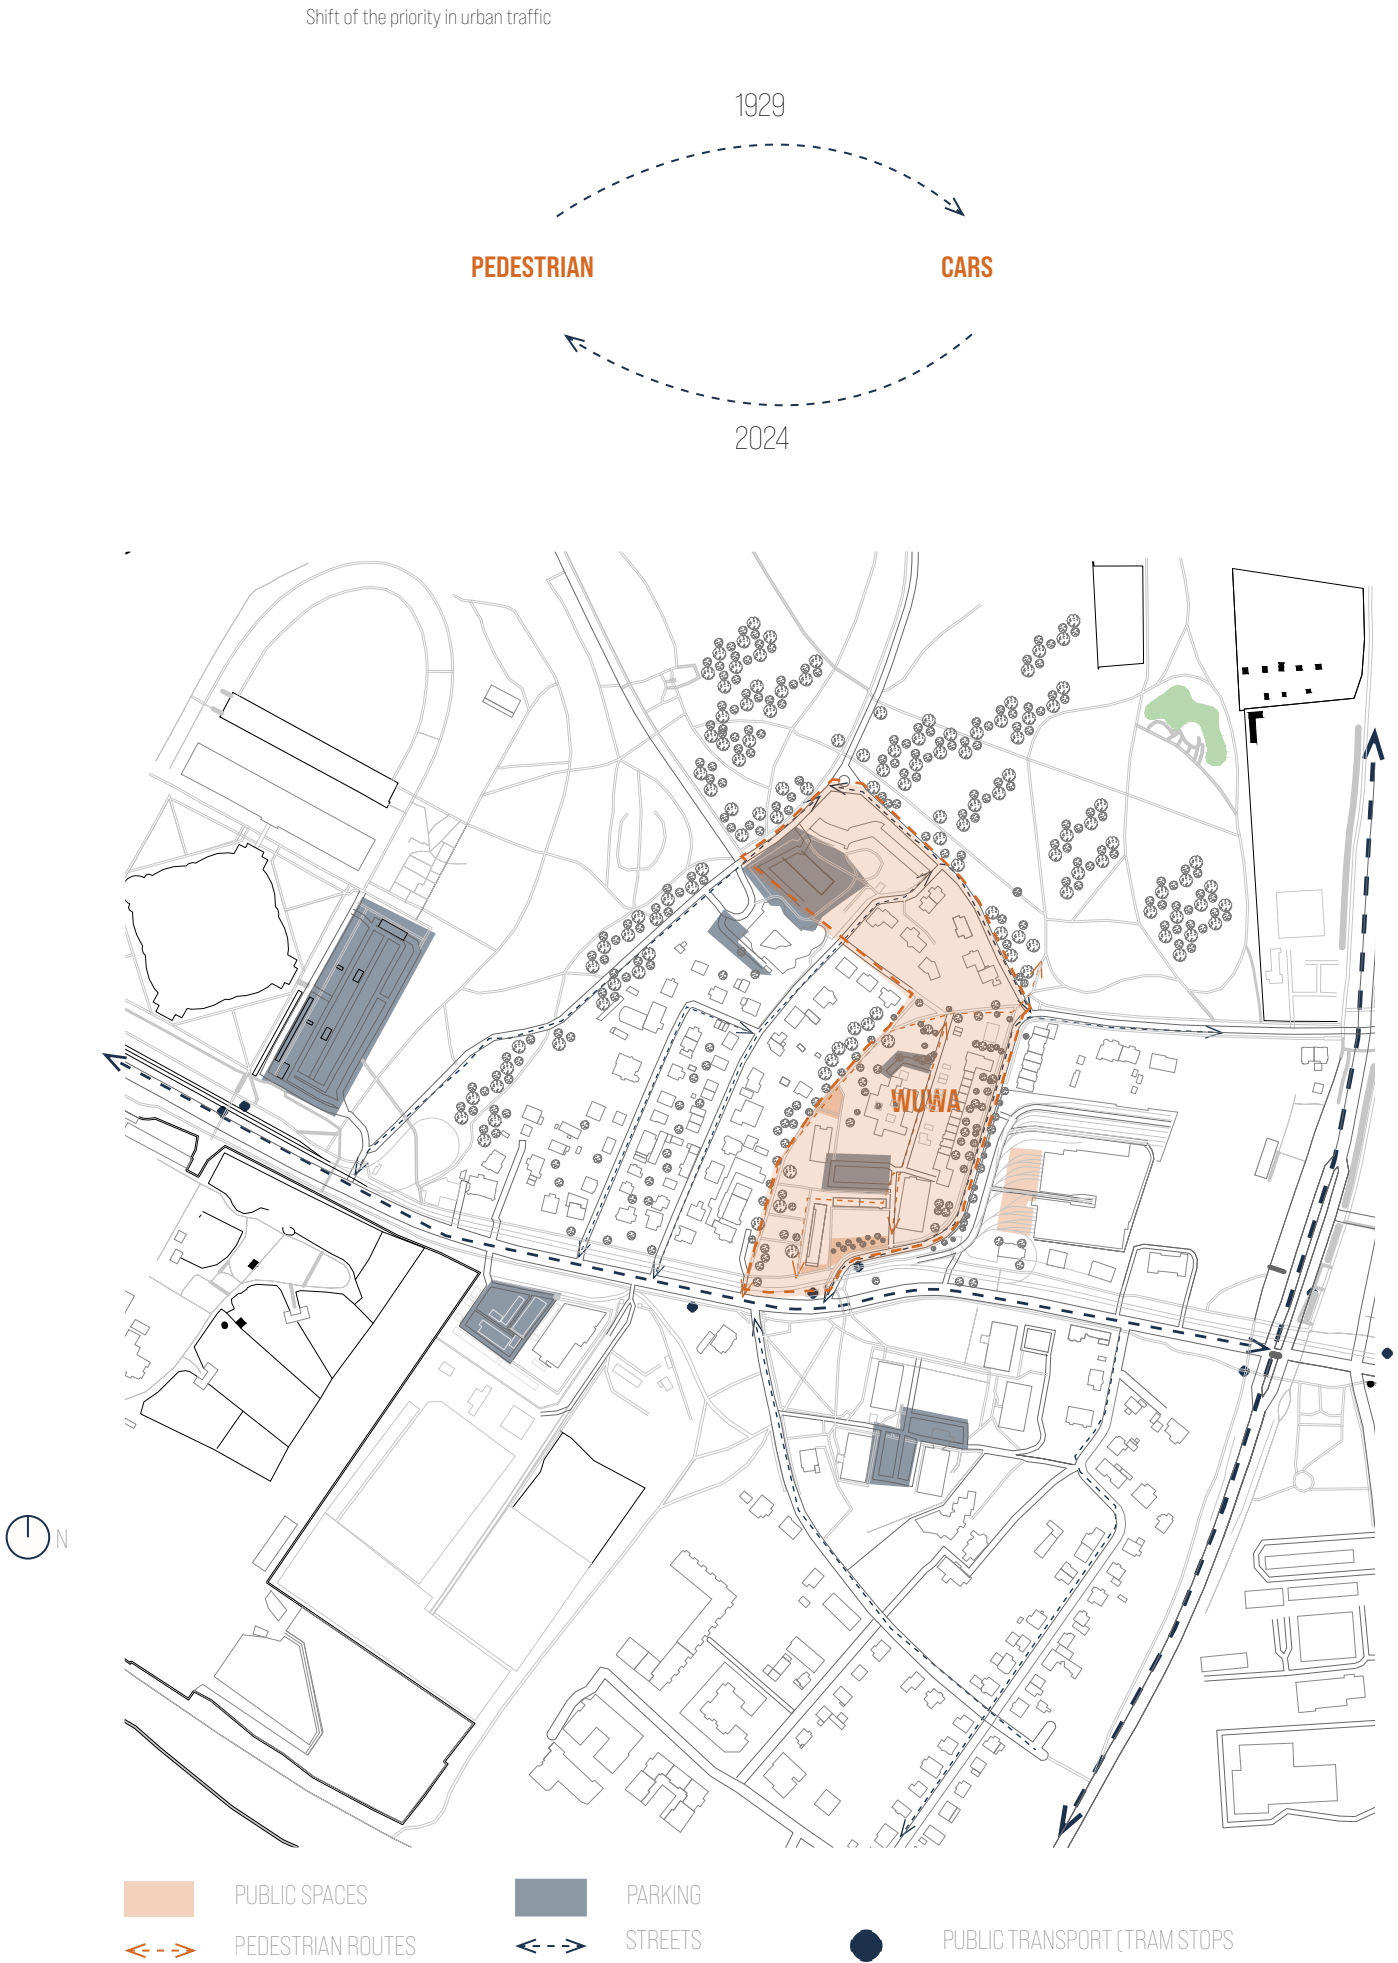 Shift of the priority in urban traffic
1929
PEDESTRIAN
CARS
2024
WUWA
N
PUBLIC SPACES
PARKING
PEDESTRIAN ROUTES
STREETS
PUBLIC TRANSPORT (TRAM STOPS